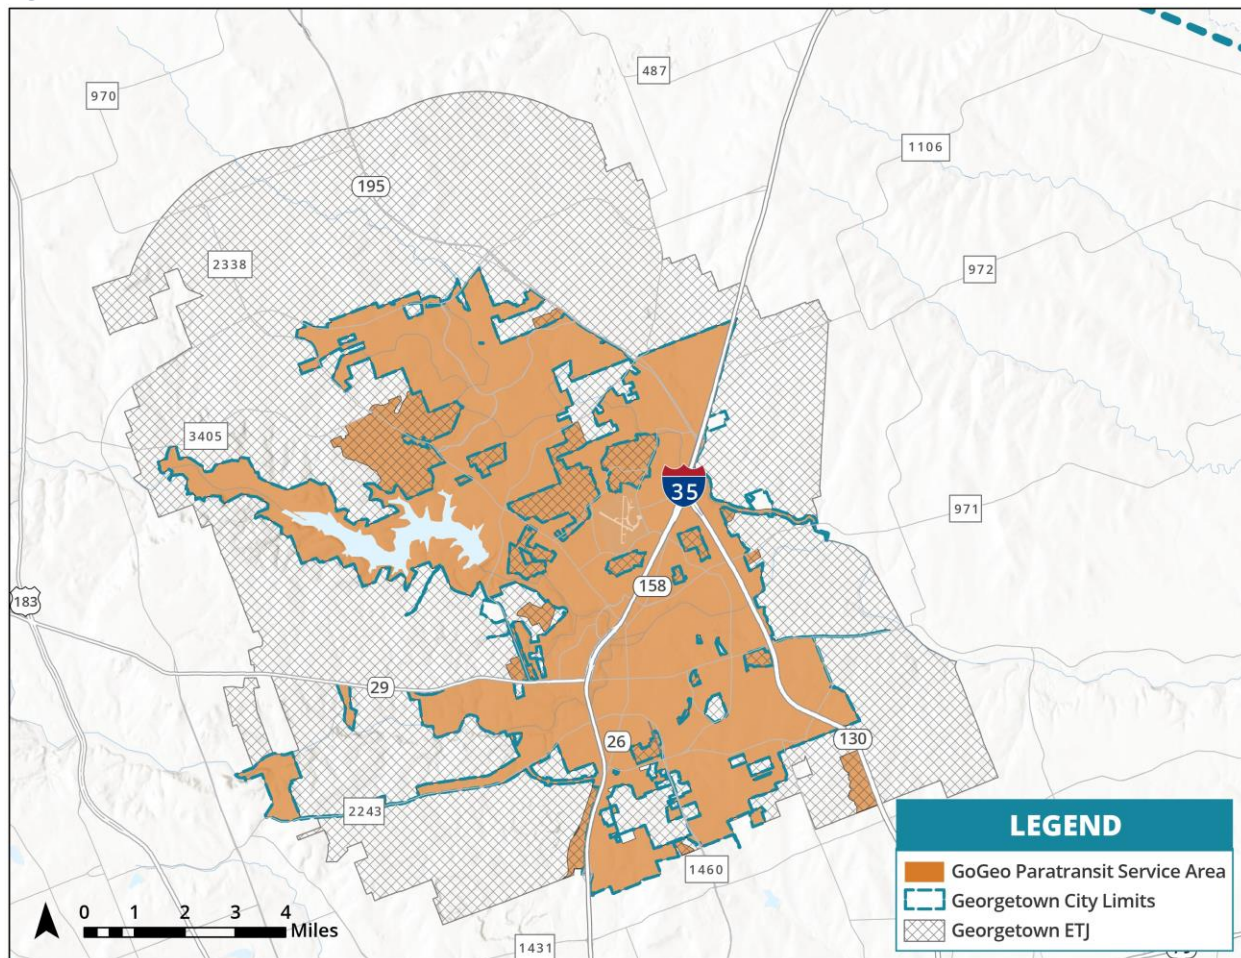 487
970
1106
195
2338
972
3405
35
971
158
183
29
26
130
2243
LEGEND
GoGeo Paratransit Service Area
Georgetown City Limits
Georgetown ETJ
1460
0 1 2 3 4
Miles
1431